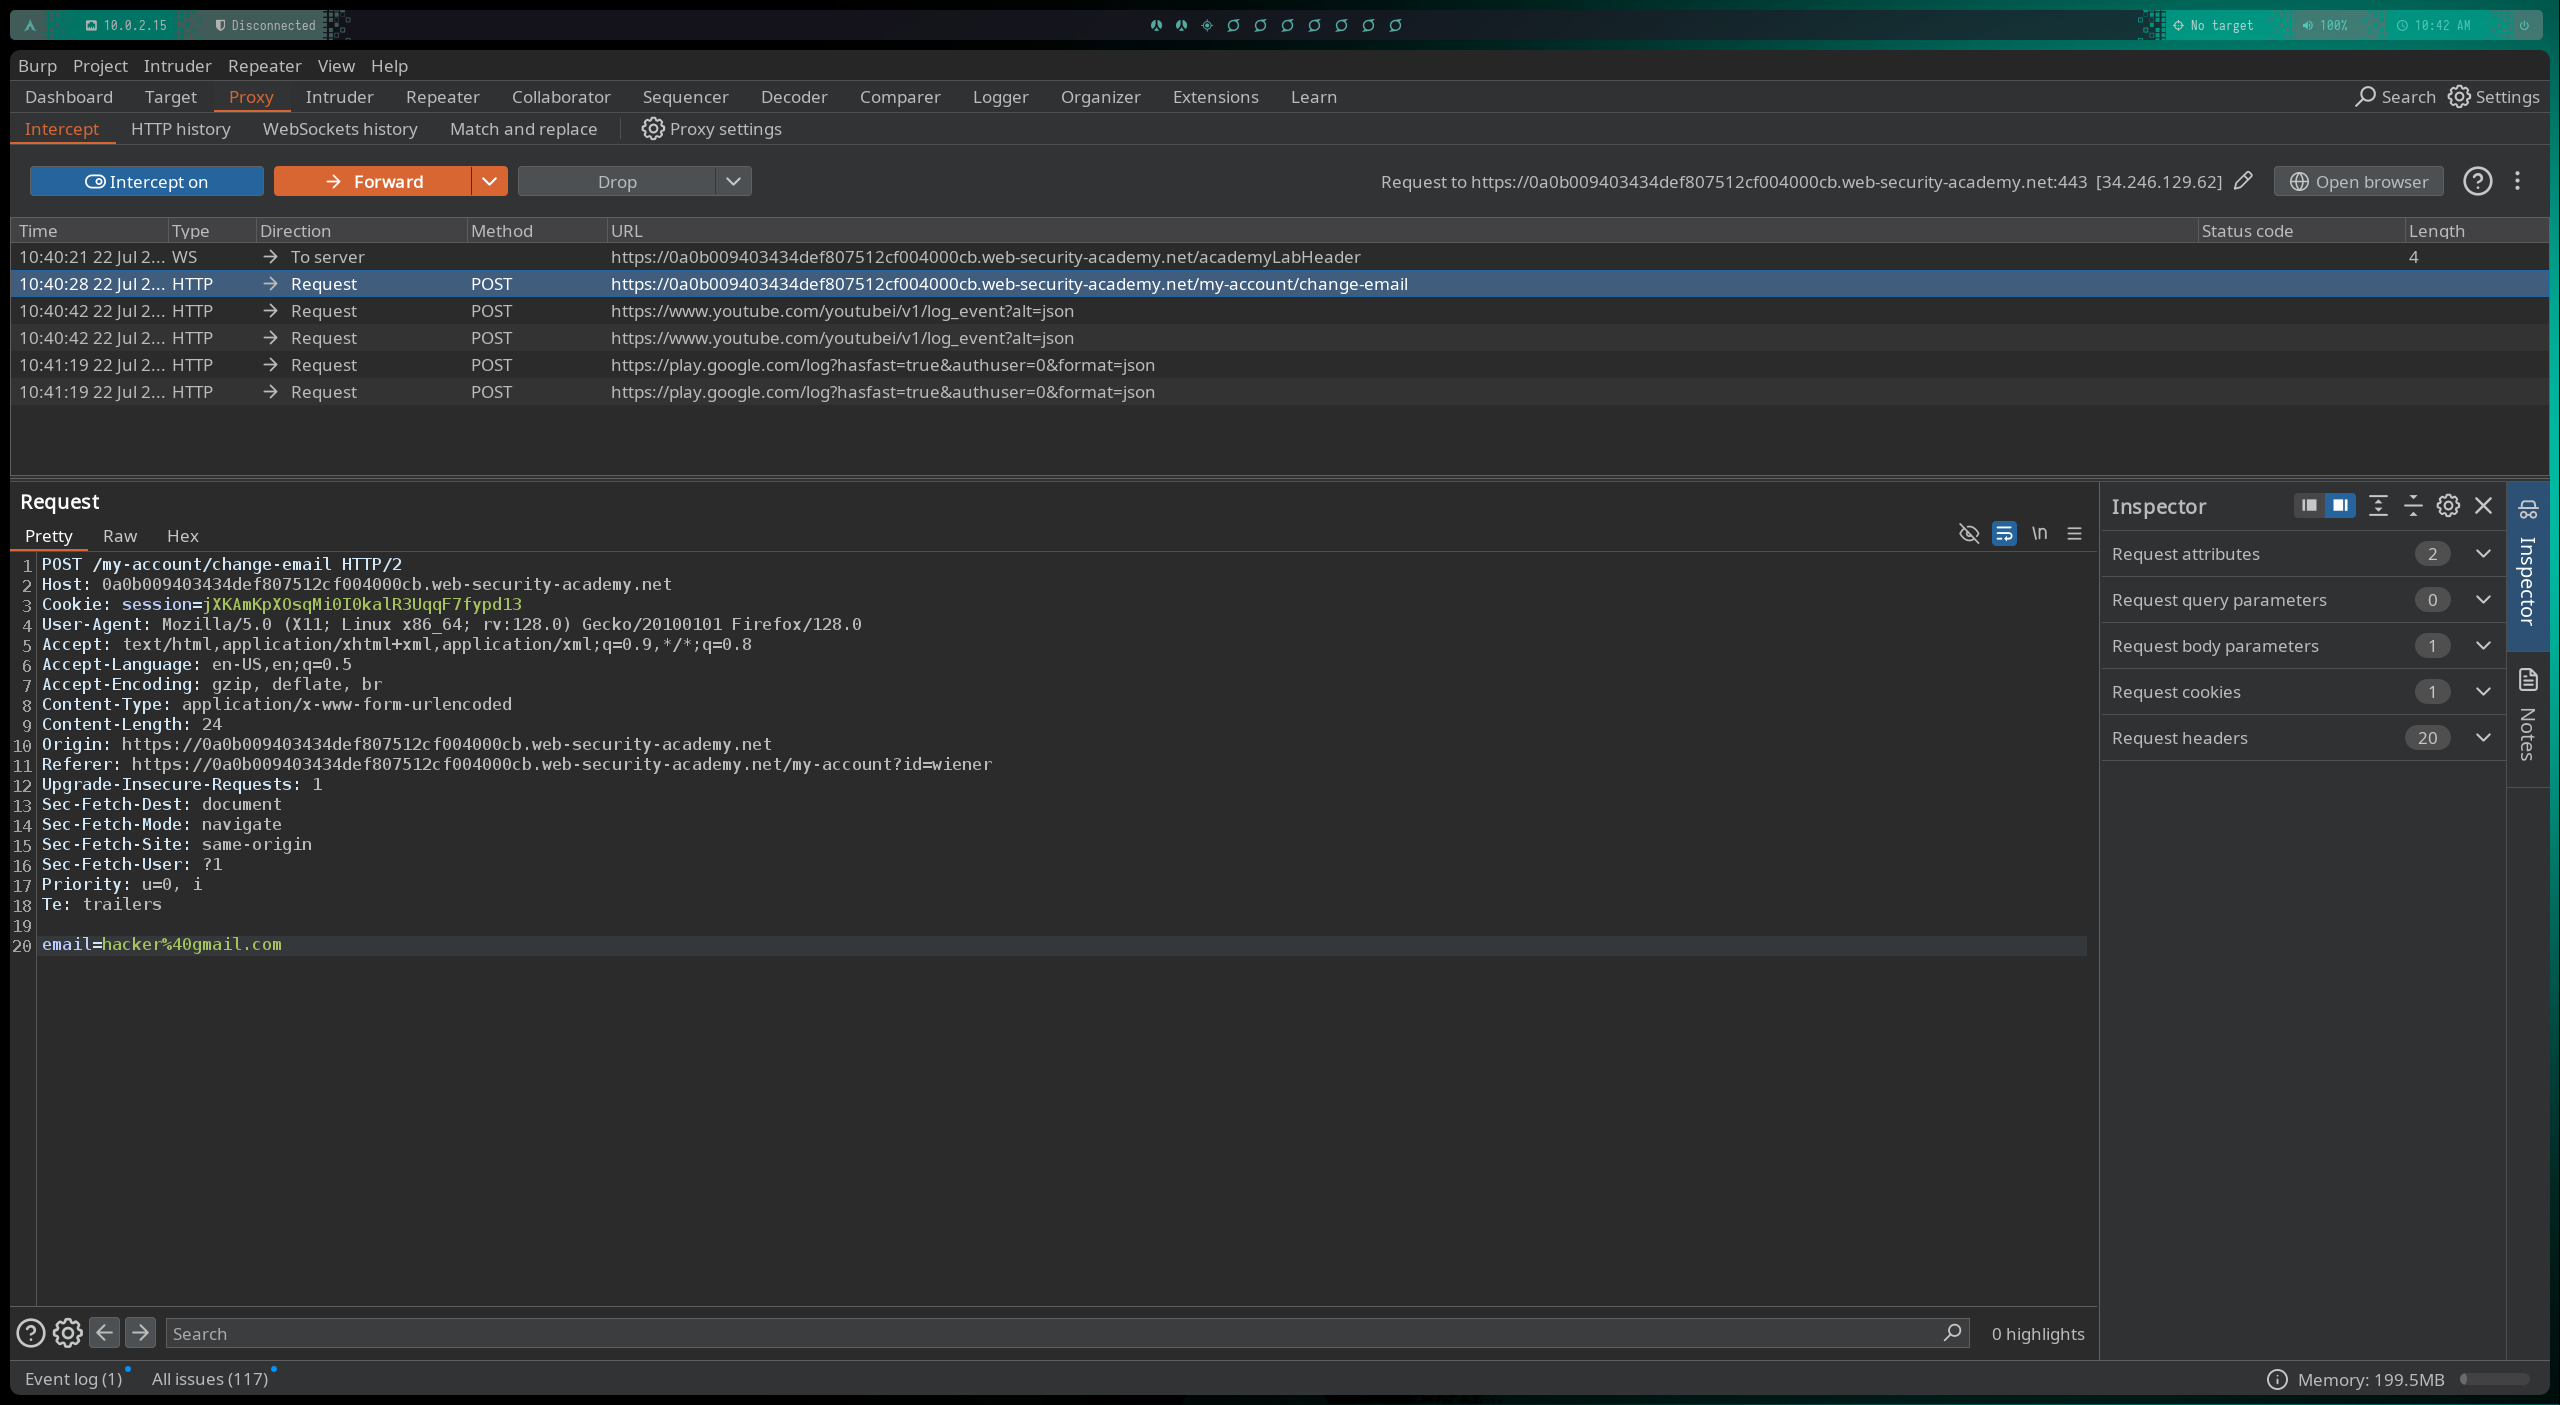 10.0.2.15 Disconnected No target 100% 10:42 AM
Burp Project Intruder Repeater View Help
Dashboard Target Proxy Intruder Repeater Collaborator Sequencer Decoder Comparer Logger Organizer Extensions Learn Search Settings
Intercept HTTP history WebSockets history Match and replace Proxy settings
Intercept on Forward Drop Request to https://0a0b009403434def807512cf004000cb.web-security-academy.net:443 [34.246.129.62] Open browser
Time Type Direction Method URL Status code Length
10:40:21 22 Jul 2... WS To server https://0a0b009403434def807512cf004000cb.web-security-academy.net/academyLabHeader 4
10:40:28 22 Jul 2... HTTP Request POST https://0a0b009403434def807512cf004000cb.web-security-academy.net/my-account/change-email
10:40:42 22 Jul 2... HTTP Request POST https://www.youtube.com/youtubei/v1/log_event?alt=json
10:40:42 22 Jul 2... HTTP Request POST https://www.youtube.com/youtubei/v1/log_event?alt=json
10:41:19 22 Jul 2... HTTP Request POST https://play.google.com/log?hasfast=true&authuser=0&format=json
10:41:19 22 Jul 2... HTTP Request POST https://play.google.com/log?hasfast=true&authuser=0&format=json
Request
Pretty Raw Hex \n
1 POST /my-account/change-email HTTP/2
2 Host: 0a0b009403434def807512cf004000cb.web-security-academy.net
3 Cookie: session=jXKAmKpXOsqMi0I0kalR3UqqF7fypd13
4 User-Agent: Mozilla/5.0 (X11; Linux x86_64; rv:128.0) Gecko/20100101 Firefox/128.0
5 Accept: text/html,application/xhtml+xml,application/xml;q=0.9,*/*;q=0.8
6 Accept-Language: en-US,en;q=0.5
7 Accept-Encoding: gzip, deflate, br
8 Content-Type: application/x-www-form-urlencoded
9 Content-Length: 24
10 Origin: https://0a0b009403434def807512cf004000cb.web-security-academy.net
11 Referer: https://0a0b009403434def807512cf004000cb.web-security-academy.net/my-account?id=wiener
12 Upgrade-Insecure-Requests: 1
13 Sec-Fetch-Dest: document
14 Sec-Fetch-Mode: navigate
15 Sec-Fetch-Site: same-origin
16 Sec-Fetch-User: ?1
17 Priority: u=0, i
18 Te: trailers
19
20 email=hacker%40gmail.com
Inspector
Request attributes 2
Request query parameters 0
Request body parameters 1
Request cookies 1
Request headers 20
Inspector
Notes
Search 0 highlights
Event log (1) All issues (117) Memory: 199.5MB